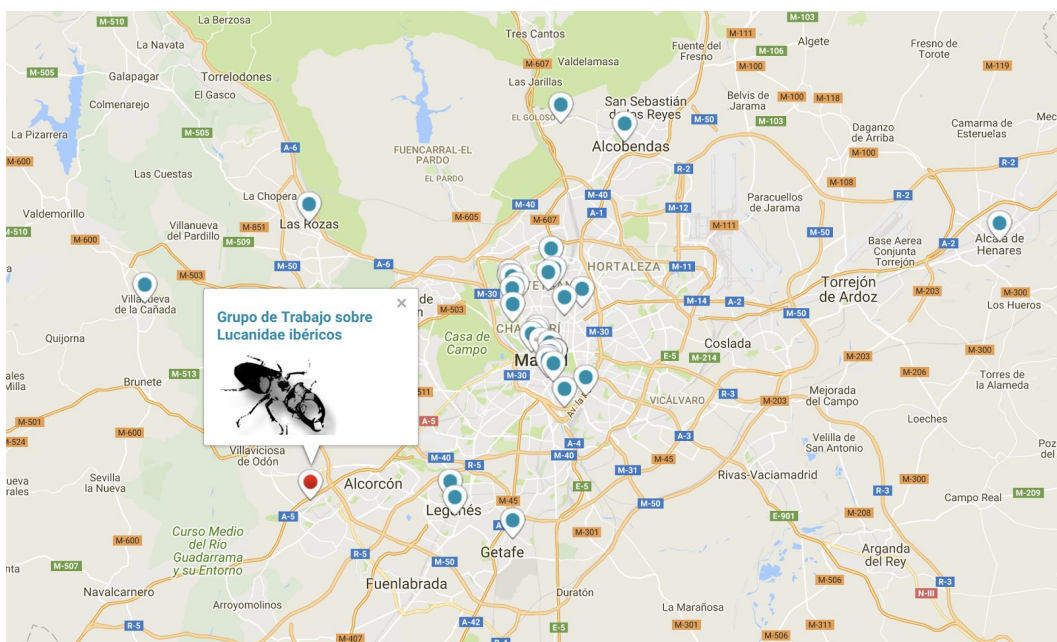 M-510
La Berzosa
M-103
Tres Cantos
M-111
La Navata
Fuente del
Fresno
Algete
Fresno de
Torote
M-607
Valdelamasa
M-106
M-100
M-119
M-505
Galapagar
Torrelodones
Las Jarillas
El Gasco
Colmenarejo
San Sebastián
de los Reyes
Belvis de
Jarama
M-100
M-118
M-103
M-50
EL GOLOSO
La Pizarrera
M-505
A-6
FUENCARRAL-EL
PARDO
Alcobendas
Daganzo
de Arriba
Camarma de
Esteruelas
M-100
M-600
R-2
Las Cuestas
EL PARDO
R-2
M-108
La Chopera
M-40
M-40
Paracuellos
de Jarama
Valdemorillo
M-605
A-1
M-12
Villanueva
del Pardillo
M-851
Las Rozas
M-607
M-111
M-510
M-600
M-509
M-50
Base Aerea
Conjunta
Torrejón
A-2
Alcalá de
Henares
M-503
M-50
A-6
HORTALEZA
M-11
Torrejón
de Ardoz
M-203
M-300
Los Hueros
M-30
Villanueva
de la Cañada
M-14
A-2
M-50
M-503
Quijorna
Casa de
Campo
M-30
Coslada
E-5
M-214
M-203
M-300
Madrid
M-30
Torres de
la Alameda
M-206
M-513
Brunete
M-501
M-511
R-3
M-203
VICÁLVARO
Mejorada
del Campo
Loeches
A-5
M-600
M-524
Grupo de Trabajo sobre
Lucanidae ibéricos
A-4
M-40
A-3
Velilla de
San Antonio
Villaviciosa
de Odón
M-40
R-5
M-45
M-31
Rivas-Vaciamadrid
M-300
Sevilla
la Nueva
Alcorcón
E-5
M-50
R-3
M-209
Campo Real
M-45
Leganés
A-5
E-901
M-208
M-600
Curso Medio
del Río
Guadarrama
y su Entorno
R-5
M-50
Getafe
M-301
M-300
Arganda
del Rey
M-507
M-506
R-3
Navalcarnero
Fuenlabrada
Duratón
N-III
Arroyomolinos
La Marañosa
R-5
A-42
M-301
M-311
M-407
R-4
E-5
M-506
M-302